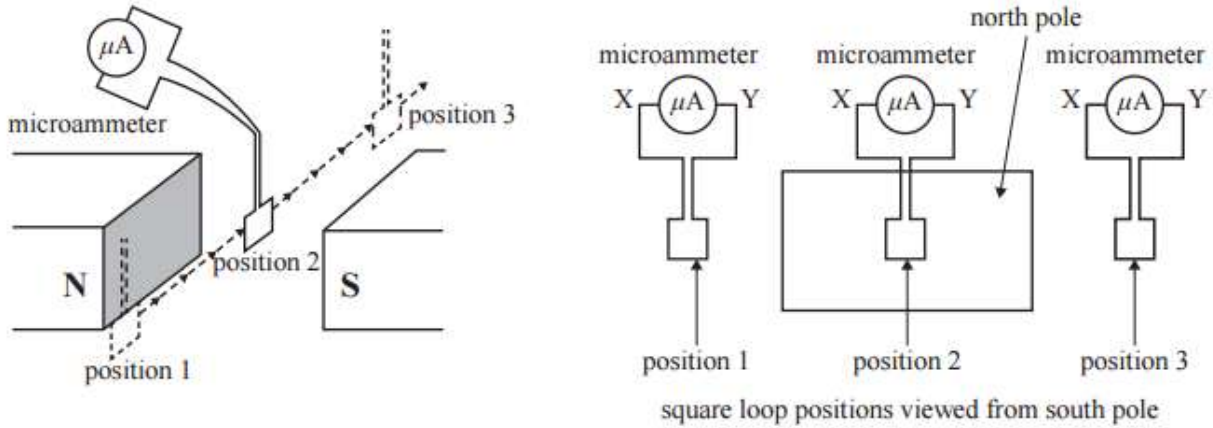 μA
microammeter
N
S
position 1
position 2
position 3
north pole
microammeter
microammeter
microammeter
X
μA
Y
X
μA
Y
X
μA
Y
position 1
position 2
position 3
square loop positions viewed from south pole